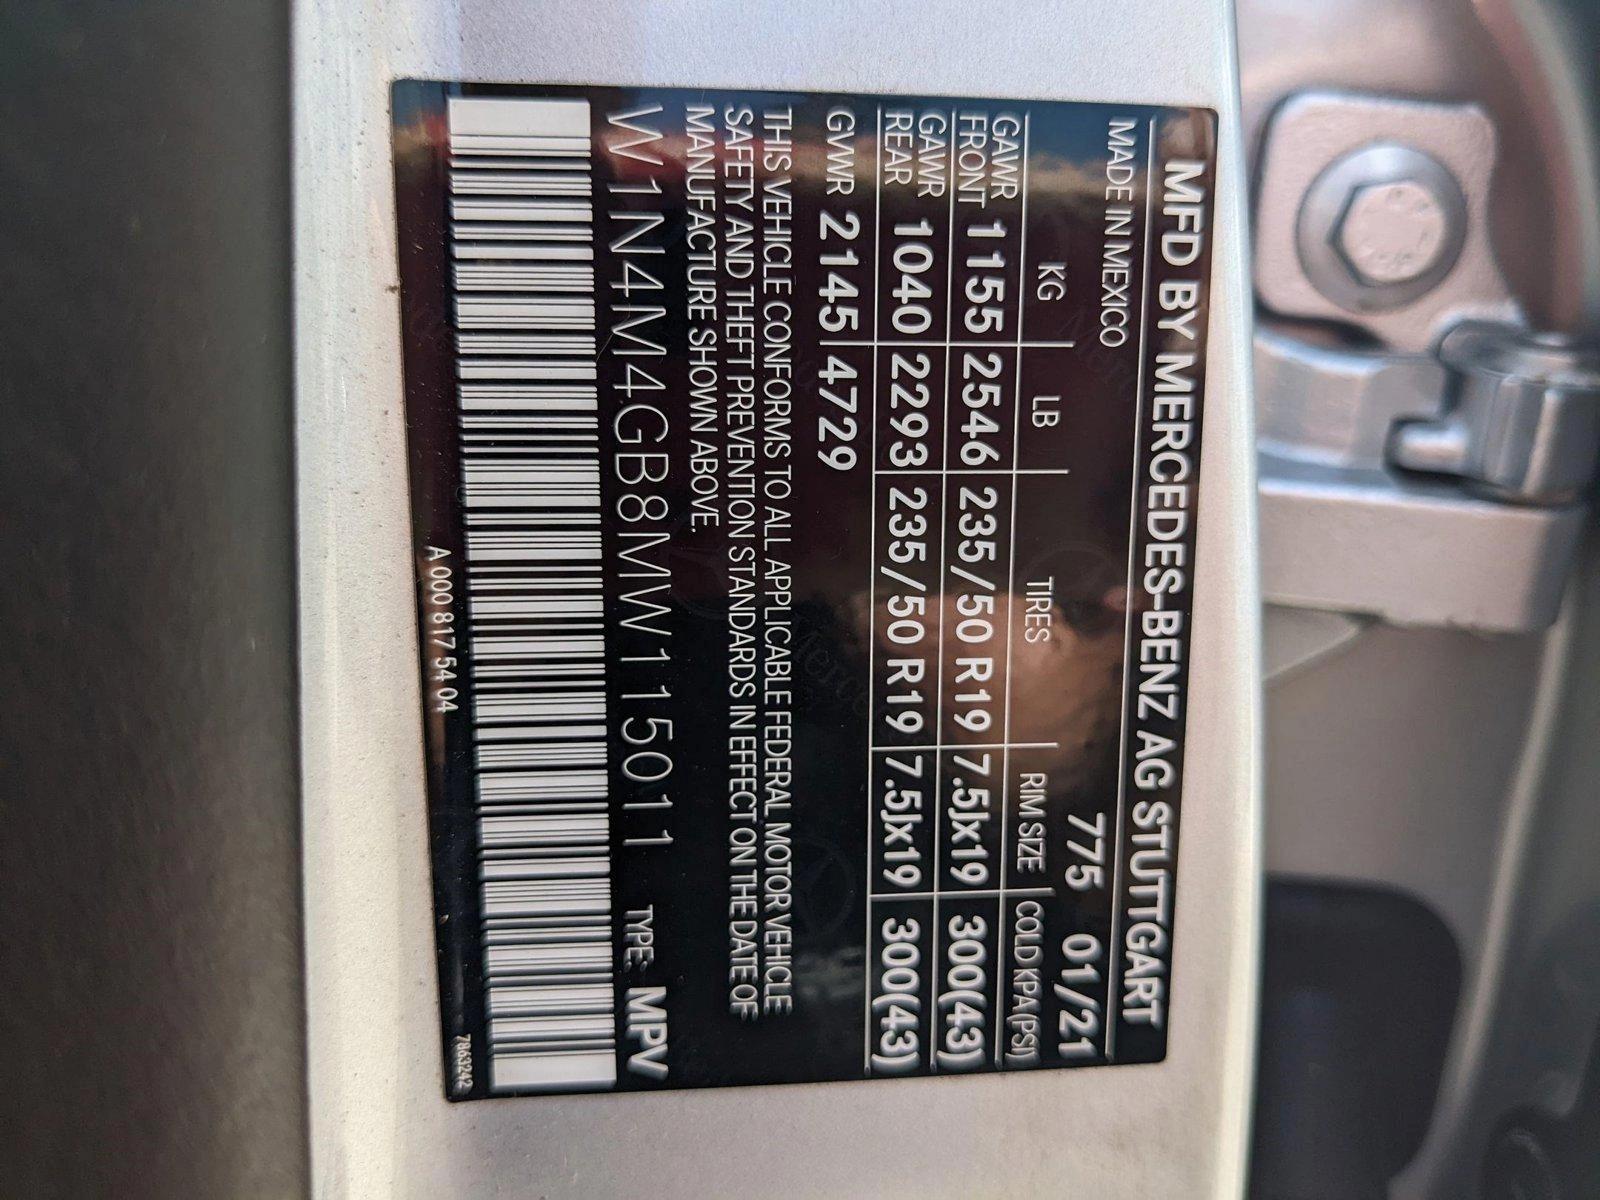 MFD BY MERCEDES-BENZ AG STUTTGART
MADE IN MEXICO 775 01/21
KG LB TIRES RIM SIZE COLD KPA(PSI)
GAWR FRONT 1155 2546 235/50 R19 7.5Jx19 300(43)
GAWR REAR 1040 2293 235/50 R19 7.5Jx19 300(43)
GVWR 2145 4729
THIS VEHICLE CONFORMS TO ALL APPLICABLE FEDERAL MOTOR VEHICLE
SAFETY AND THEFT PREVENTION STANDARDS IN EFFECT ON THE DATE OF
MANUFACTURE SHOWN ABOVE.
W1N4M4GB8MW115011 TYPE: MPV
A 000 817 54 04 7863242